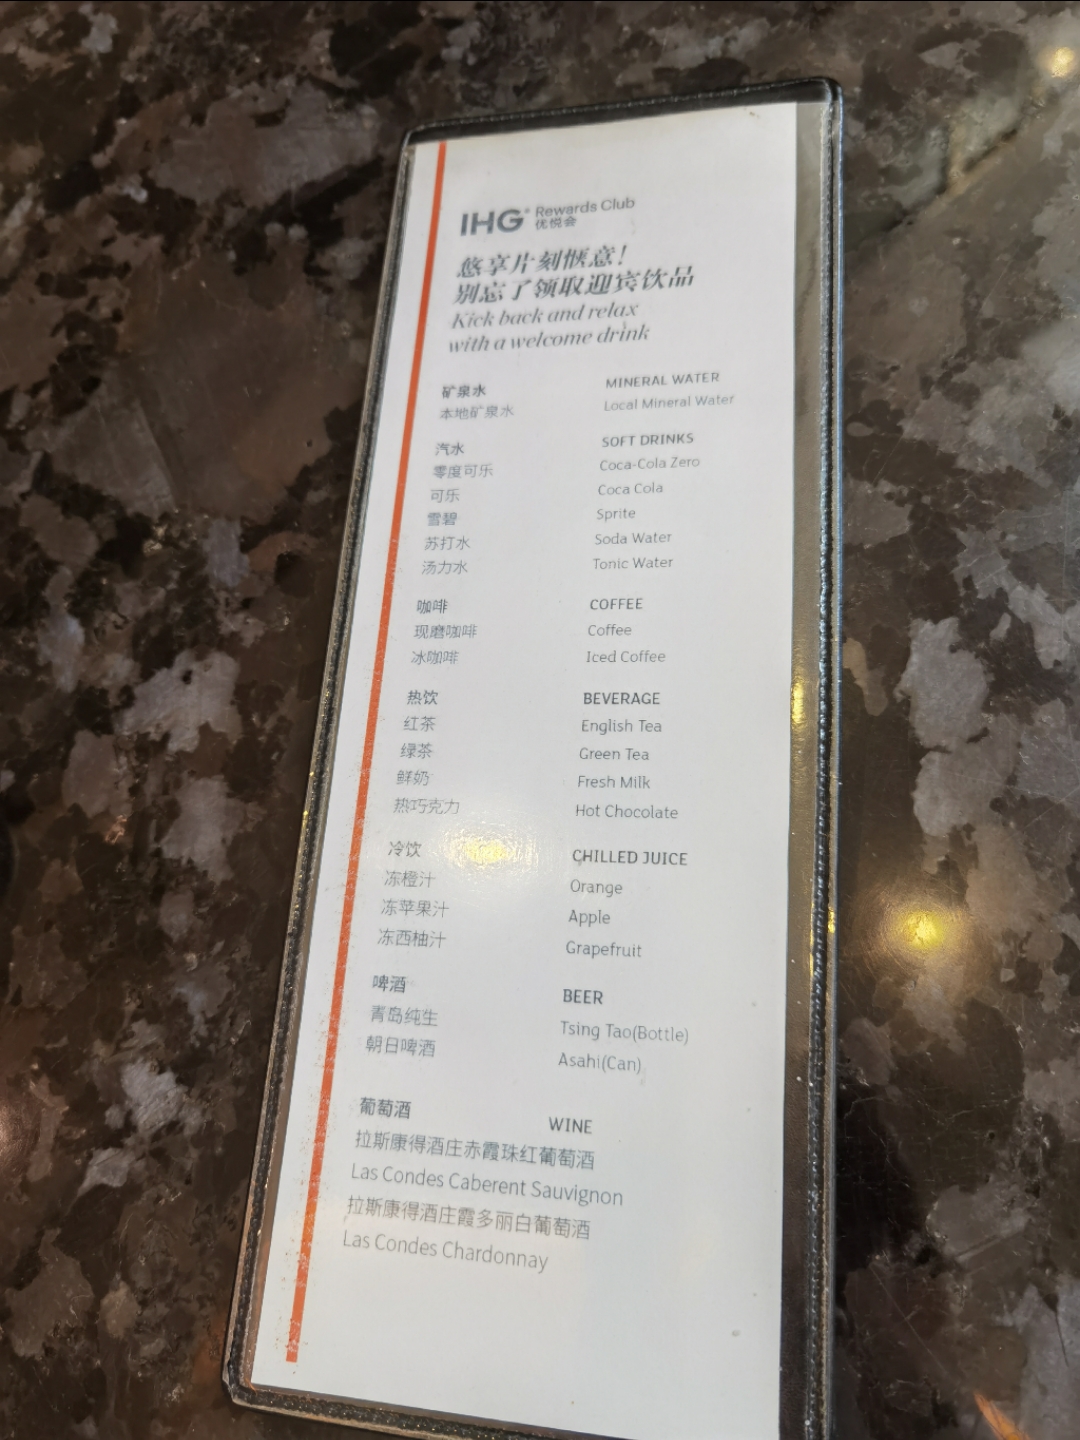 IHG® Rewards Club
优悦会
悠享片刻惬意！
别忘了领取迎宾饮品
Kick back and relax
with a welcome drink
矿泉水 MINERAL WATER
本地矿泉水 Local Mineral Water
汽水 SOFT DRINKS
零度可乐 Coca-Cola Zero
可乐 Coca Cola
雪碧 Sprite
苏打水 Soda Water
汤力水 Tonic Water
咖啡 COFFEE
现磨咖啡 Coffee
冰咖啡 Iced Coffee
热饮 BEVERAGE
红茶 English Tea
绿茶 Green Tea
鲜奶 Fresh Milk
热巧克力 Hot Chocolate
冷饮 CHILLED JUICE
冻橙汁 Orange
冻苹果汁 Apple
冻西柚汁 Grapefruit
啤酒 BEER
青岛纯生 Tsing Tao(Bottle)
朝日啤酒 Asahi(Can)
葡萄酒 WINE
拉斯康得酒庄赤霞珠红葡萄酒
Las Condes Caberent Sauvignon
拉斯康得酒庄霞多丽白葡萄酒
Las Condes Chardonnay